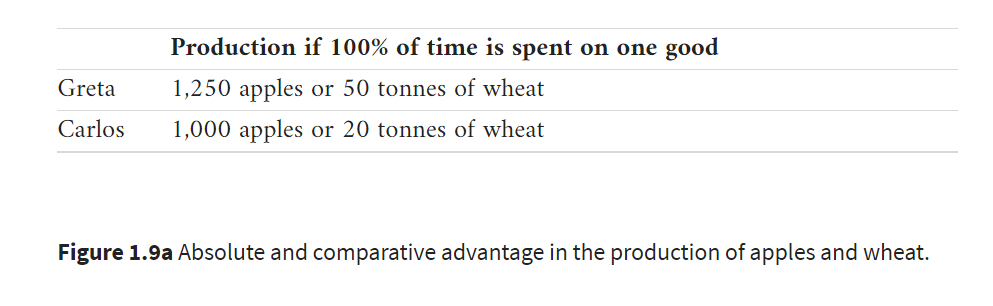 Production if 100% of time is spent on one good
Greta 1,250 apples or 50 tonnes of wheat
Carlos 1,000 apples or 20 tonnes of wheat
Figure 1.9a Absolute and comparative advantage in the production of apples and wheat.